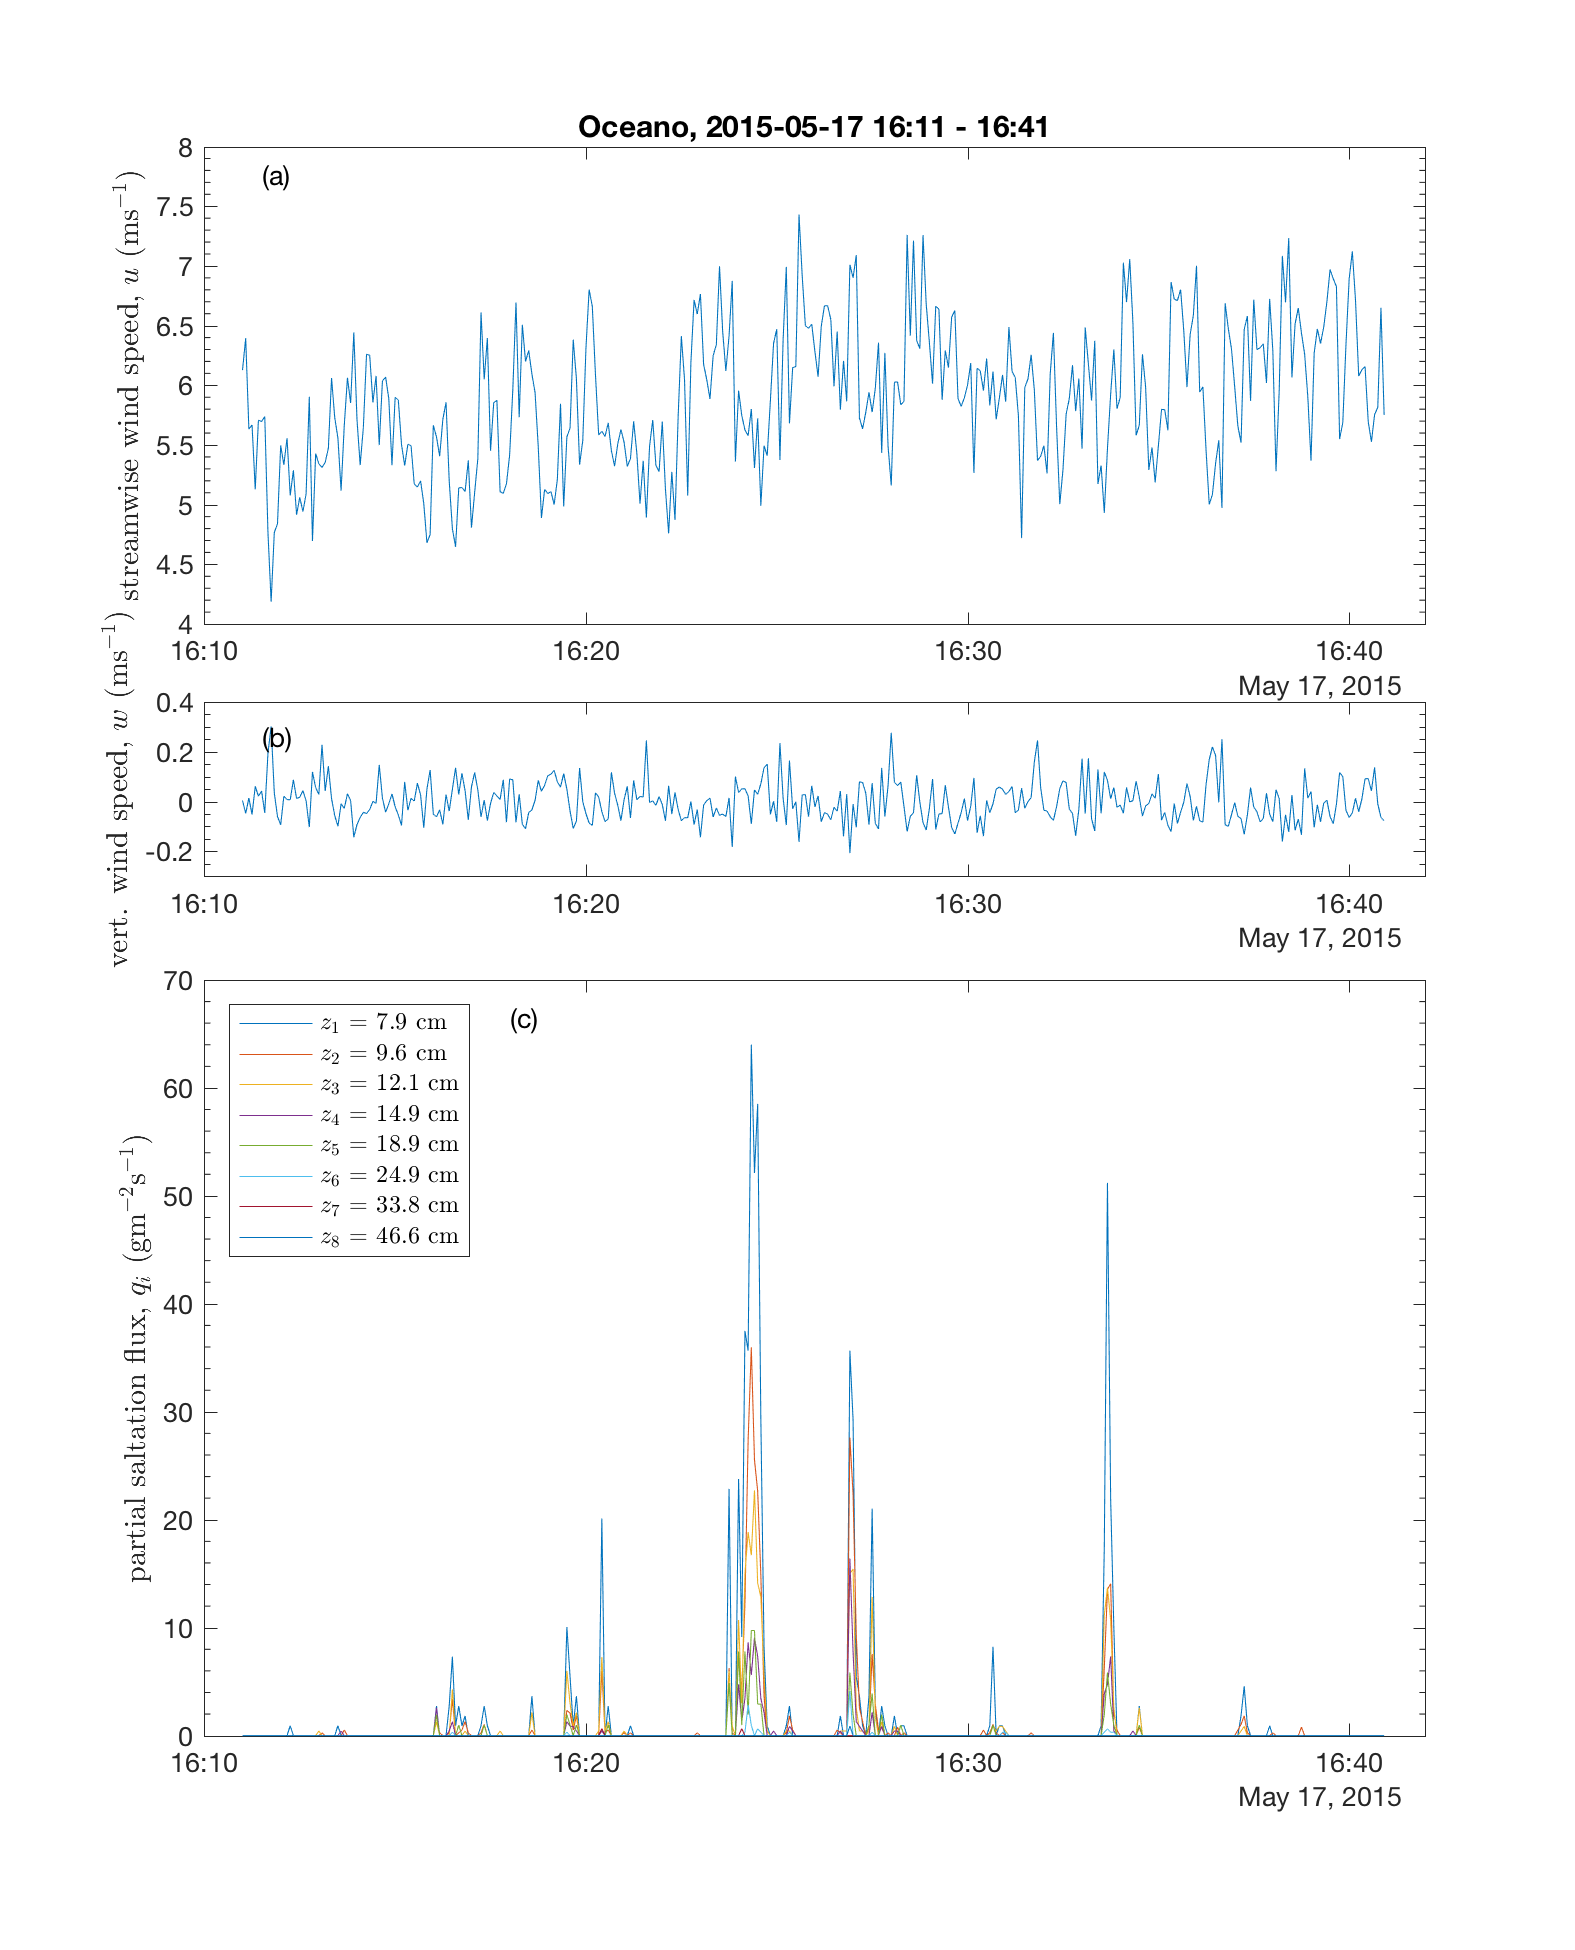 Oceano, 2015-05-17 16:11 - 16:41
(a)
streamwise wind speed, u (ms⁻¹)
8
7.5
7
6.5
6
5.5
5
4.5
4
16:10 16:20 16:30 16:40
May 17, 2015
(b)
vert. wind speed, w (ms⁻¹)
0.4
0.2
0
-0.2
16:10 16:20 16:30 16:40
May 17, 2015
(c)
partial saltation flux, qᵢ (gm⁻²s⁻¹)
70
60
50
40
30
20
10
0
z₁ = 7.9 cm
z₂ = 9.6 cm
z₃ = 12.1 cm
z₄ = 14.9 cm
z₅ = 18.9 cm
z₆ = 24.9 cm
z₇ = 33.8 cm
z₈ = 46.6 cm
16:10 16:20 16:30 16:40
May 17, 2015